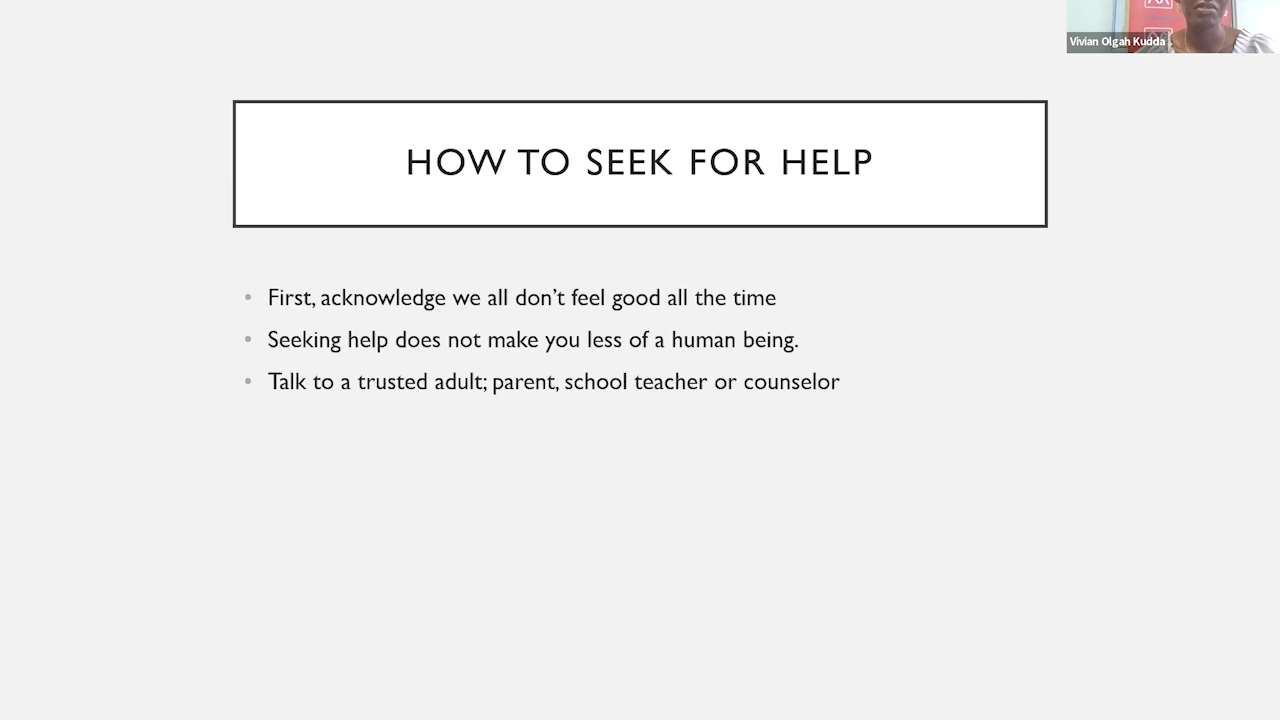 Vivian Olgah Kudda
HOW TO SEEK FOR HELP
• First, acknowledge we all don’t feel good all the time
• Seeking help does not make you less of a human being.
• Talk to a trusted adult; parent, school teacher or counselor